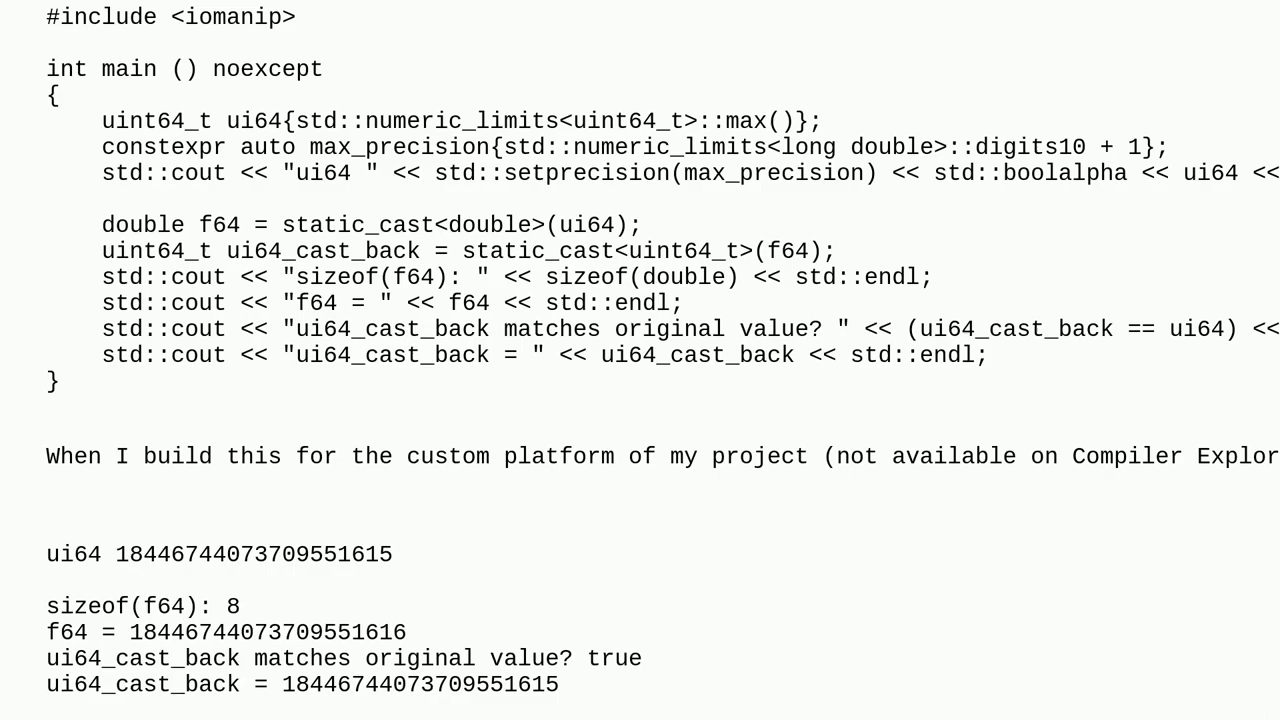 #include <iomanip>
int main () noexcept
{
uint64_t ui64{std::numeric_limits<uint64_t>::max()};
constexpr auto max_precision{std::numeric_limits<long double>::digits10 + 1};
std::cout << "ui64 " << std::setprecision(max_precision) << std::boolalpha << ui64 <<
double f64 = static_cast<double>(ui64);
uint64_t ui64_cast_back = static_cast<uint64_t>(f64);
std::cout << "sizeof(f64): " << sizeof(double) << std::endl;
std::cout << "f64 = " << f64 << std::endl;
std::cout << "ui64_cast_back matches original value? " << (ui64_cast_back == ui64) <<
std::cout << "ui64_cast_back = " << ui64_cast_back << std::endl;
}
When I build this for the custom platform of my project (not available on Compiler Explor
ui64 18446744073709551615
sizeof(f64): 8
f64 = 18446744073709551616
ui64_cast_back matches original value? true
ui64_cast_back = 18446744073709551615